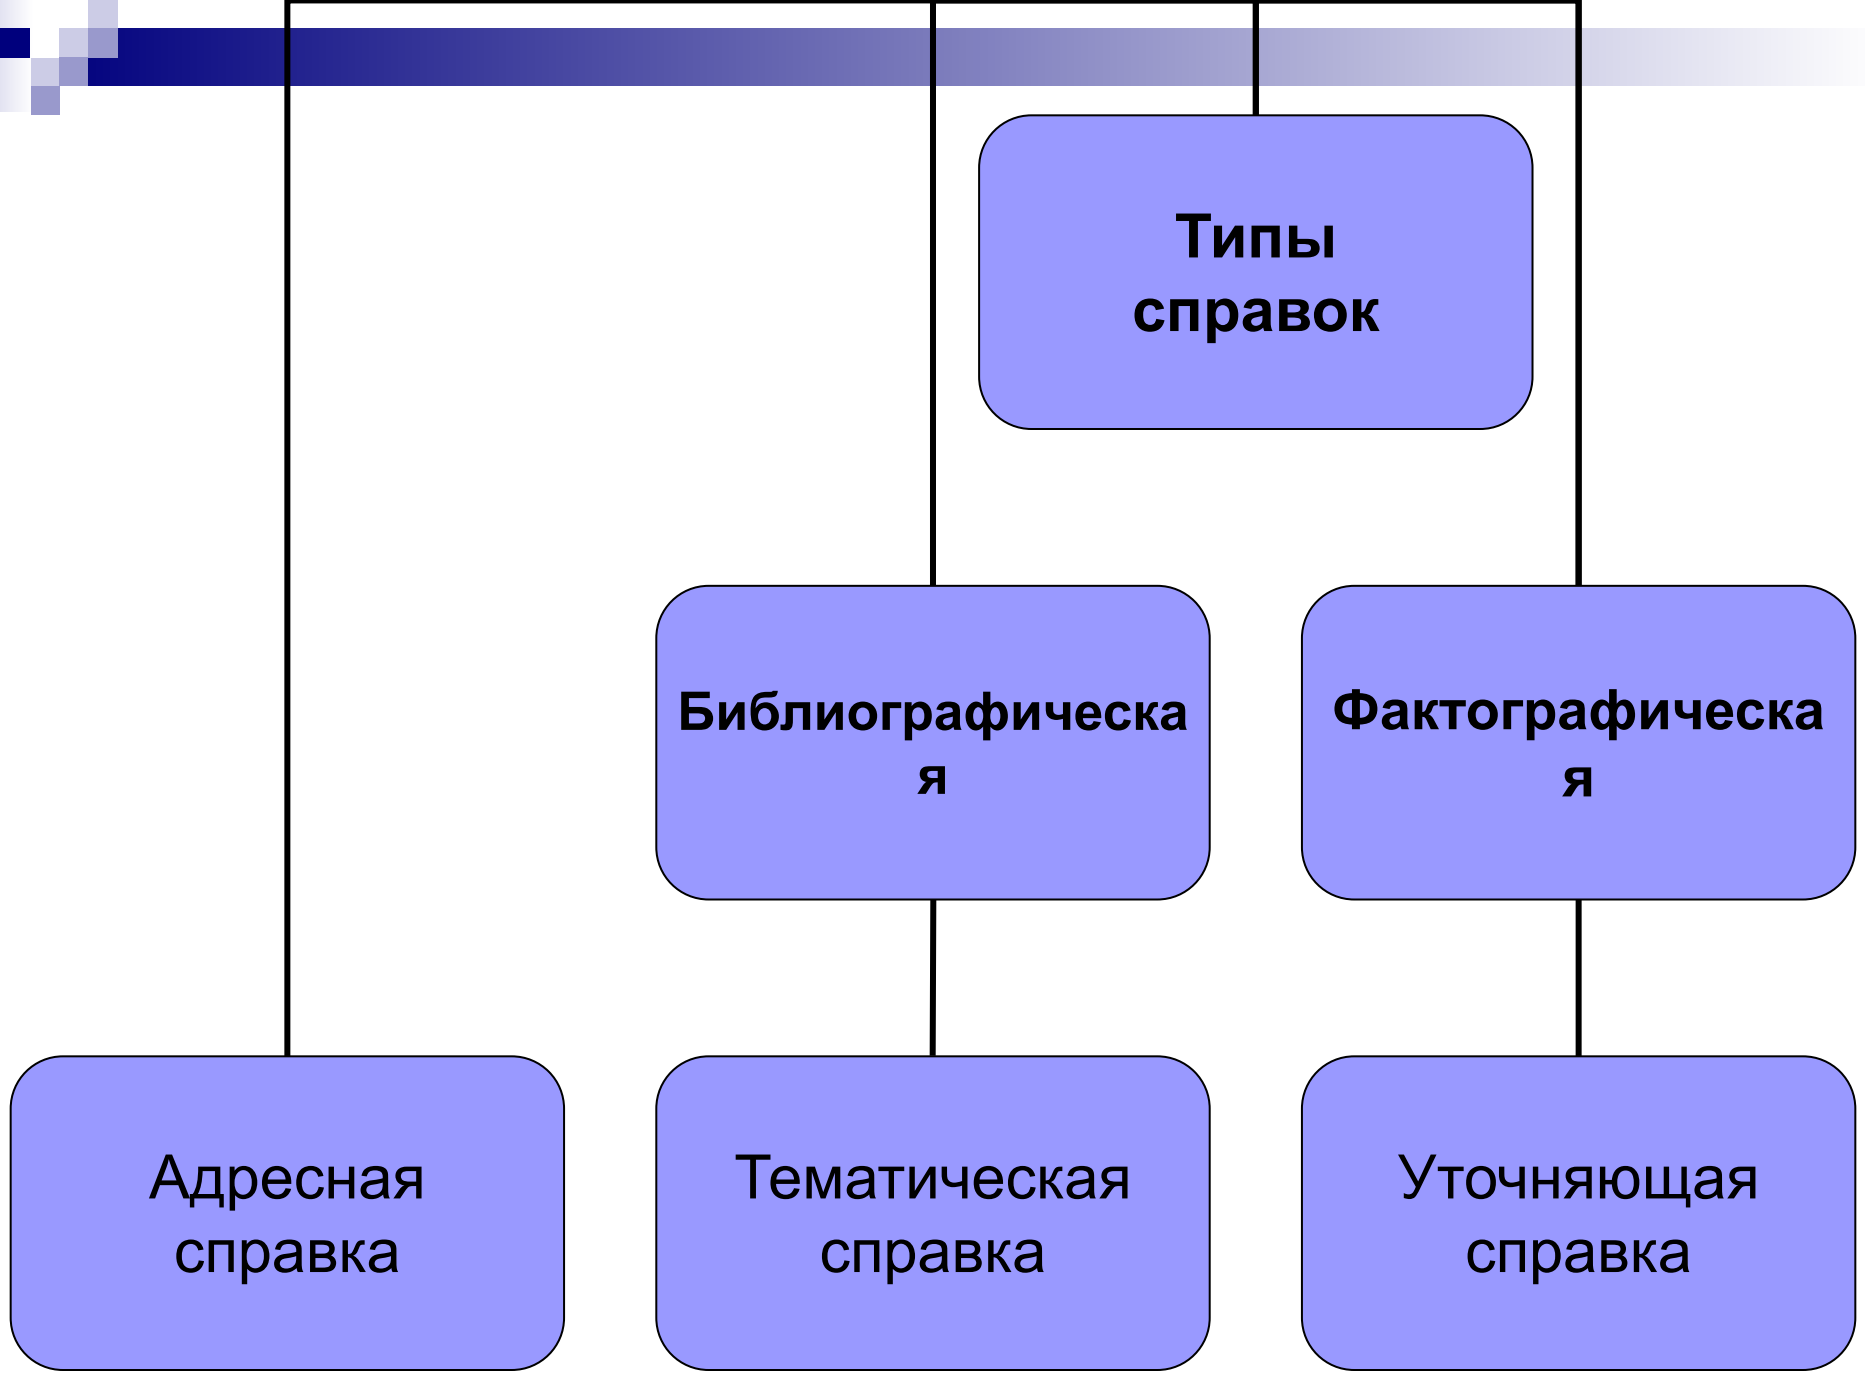 Типы
справок
Библиографическа
я
Фактографическа
я
Адресная
справка
Тематическая
справка
Уточняющая
справка